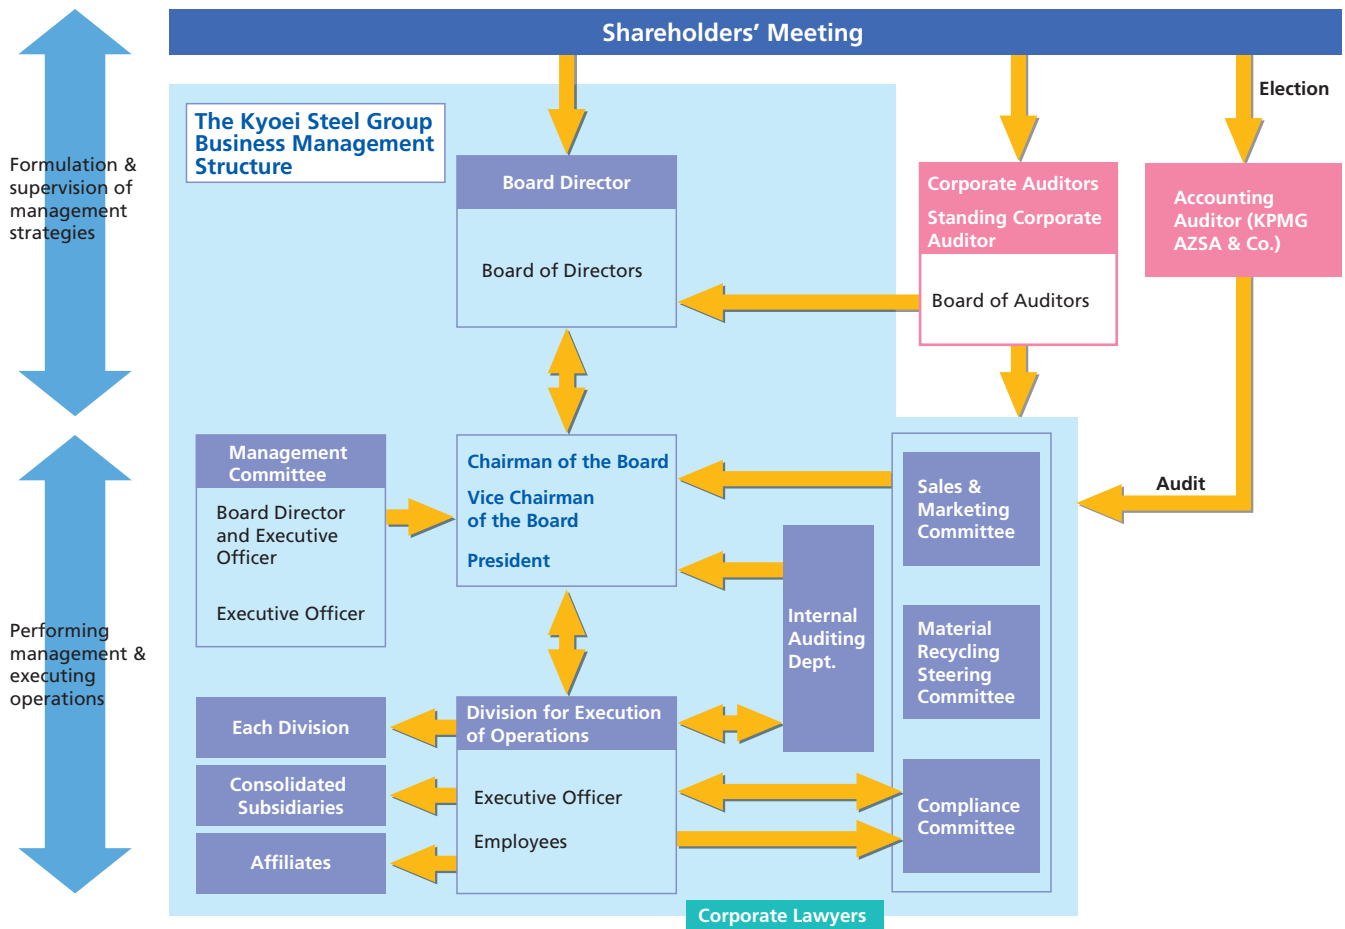 Shareholders’ Meeting
Election
The Kyoei Steel Group
Business Management
Structure
Formulation &
supervision of
management
strategies
Board Director
Board of Directors
Corporate Auditors
Standing Corporate
Auditor
Board of Auditors
Accounting
Auditor (KPMG
AZSA & Co.)
Management
Committee
Board Director
and Executive
Officer
Executive Officer
Chairman of the Board
Vice Chairman
of the Board
President
Sales &
Marketing
Committee
Audit
Internal
Auditing
Dept.
Material
Recycling
Steering
Committee
Performing
management &
executing
operations
Each Division
Consolidated
Subsidiaries
Affiliates
Division for Execution
of Operations
Executive Officer
Employees
Compliance
Committee
Corporate Lawyers